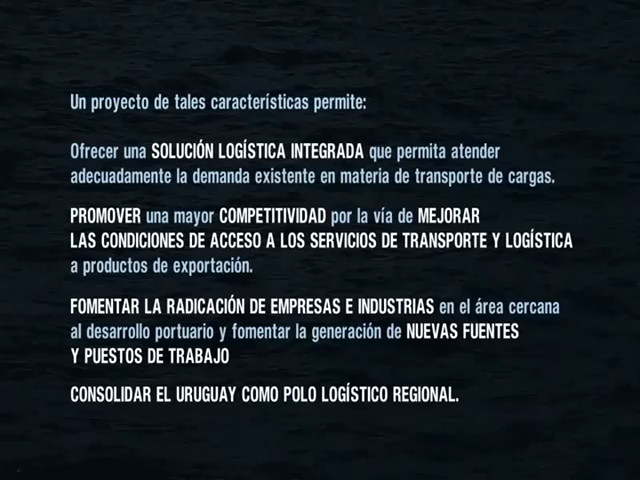 Un proyecto de tales características permite:
Ofrecer una SOLUCIÓN LOGÍSTICA INTEGRADA que permita atender
adecuadamente la demanda existente en materia de transporte de cargas.
PROMOVER una mayor COMPETITIVIDAD por la vía de MEJORAR
LAS CONDICIONES DE ACCESO A LOS SERVICIOS DE TRANSPORTE Y LOGÍSTICA
a productos de exportación.
FOMENTAR LA RADICACIÓN DE EMPRESAS E INDUSTRIAS en el área cercana
al desarrollo portuario y fomentar la generación de NUEVAS FUENTES
Y PUESTOS DE TRABAJO
CONSOLIDAR EL URUGUAY COMO POLO LOGÍSTICO REGIONAL.